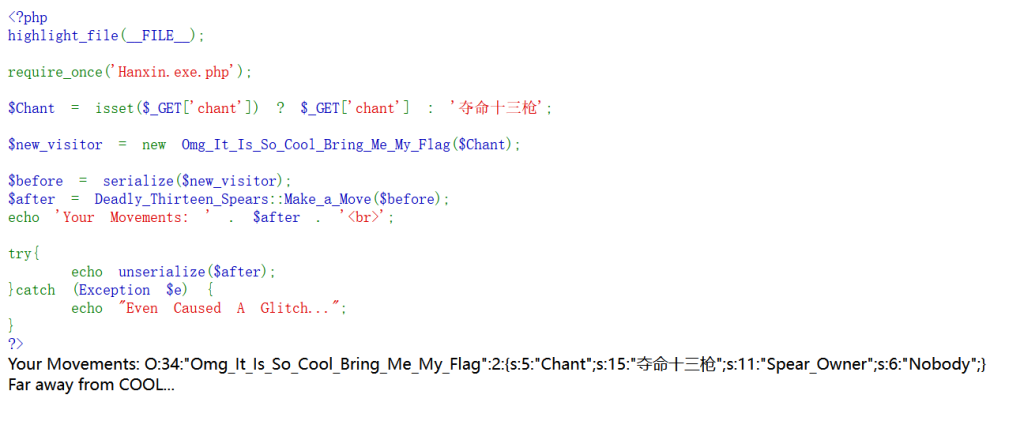 <?php
highlight_file(__FILE__);
require_once('Hanxin.exe.php');
$Chant = isset($_GET['chant']) ? $_GET['chant'] : '夺命十三枪';
$new_visitor = new Omg_It_Is_So_Cool_Bring_Me_My_Flag($Chant);
$before = serialize($new_visitor);
$after = Deadly_Thirteen_Spears::Make_a_Move($before);
echo 'Your Movements: ' . $after . '<br>';
try{
echo unserialize($after);
}catch (Exception $e) {
echo "Even Caused A Glitch...";
}
?>
Your Movements: O:34:"Omg_It_Is_So_Cool_Bring_Me_My_Flag":2:{s:5:"Chant";s:15:"夺命十三枪";s:11:"Spear_Owner";s:6:"Nobody";}
Far away from COOL...